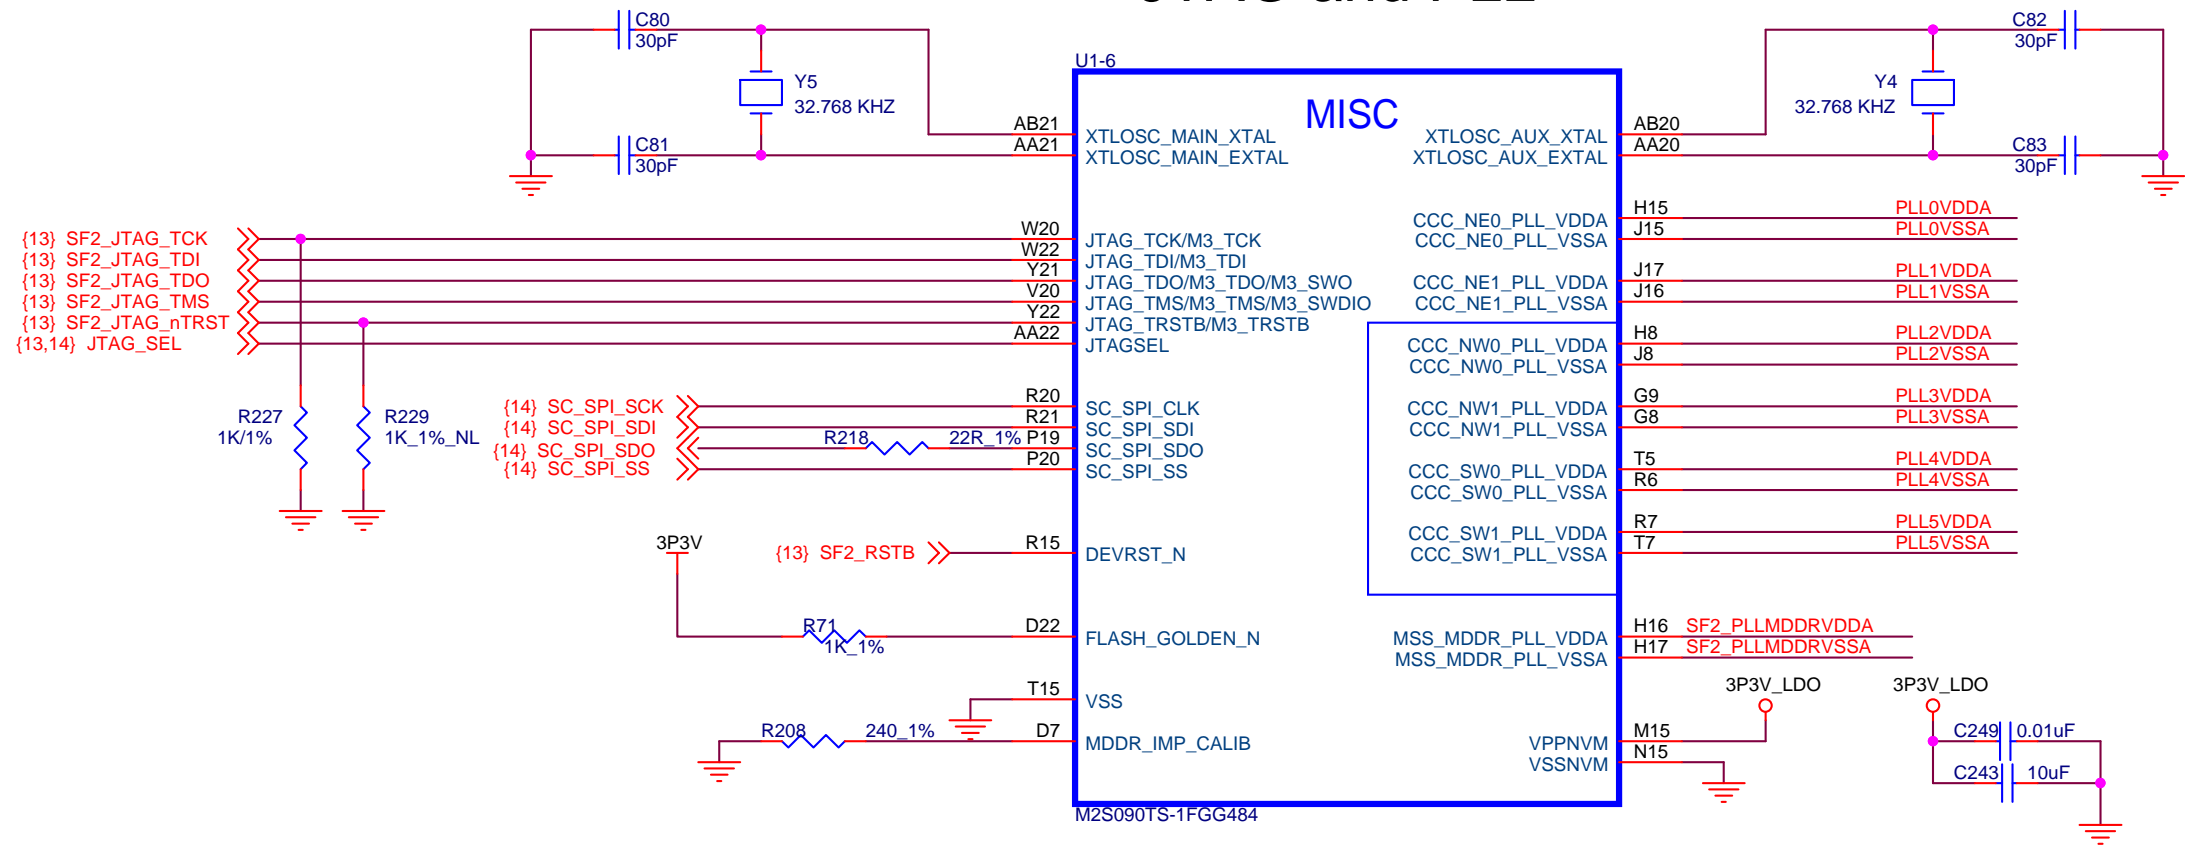 C80
30pF
Y5
32.768 KHZ
C81
30pF
C82
30pF
Y4
32.768 KHZ
C83
30pF
U1-6
MISC
AB21 XTLOSC_MAIN_XTAL
AA21 XTLOSC_MAIN_EXTAL
XTLOSC_AUX_XTAL AB20
XTLOSC_AUX_EXTAL AA20
{13} SF2_JTAG_TCK W20 JTAG_TCK/M3_TCK
{13} SF2_JTAG_TDI W22 JTAG_TDI/M3_TDI
{13} SF2_JTAG_TDO Y21 JTAG_TDO/M3_TDO/M3_SWO
{13} SF2_JTAG_TMS V20 JTAG_TMS/M3_TMS/M3_SWDIO
{13} SF2_JTAG_nTRST Y22 JTAG_TRSTB/M3_TRSTB
{13,14} JTAG_SEL AA22 JTAGSEL
R227
1K/1%
R229
1K_1%_NL
{14} SC_SPI_SCK R20 SC_SPI_CLK
{14} SC_SPI_SDI R21 SC_SPI_SDI
{14} SC_SPI_SDO R218 22R_1% P19 SC_SPI_SDO
{14} SC_SPI_SS P20 SC_SPI_SS
3P3V
{13} SF2_RSTB R15 DEVRST_N
R71
1K_1%
D22 FLASH_GOLDEN_N
T15 VSS
R208 240_1% D7 MDDR_IMP_CALIB
CCC_NE0_PLL_VDDA H15 PLL0VDDA
CCC_NE0_PLL_VSSA J15 PLL0VSSA
CCC_NE1_PLL_VDDA J17 PLL1VDDA
CCC_NE1_PLL_VSSA J16 PLL1VSSA
CCC_NW0_PLL_VDDA H8 PLL2VDDA
CCC_NW0_PLL_VSSA J8 PLL2VSSA
CCC_NW1_PLL_VDDA G9 PLL3VDDA
CCC_NW1_PLL_VSSA G8 PLL3VSSA
CCC_SW0_PLL_VDDA T5 PLL4VDDA
CCC_SW0_PLL_VSSA R6 PLL4VSSA
CCC_SW1_PLL_VDDA R7 PLL5VDDA
CCC_SW1_PLL_VSSA T7 PLL5VSSA
MSS_MDDR_PLL_VDDA H16 SF2_PLLMDDRVDDA
MSS_MDDR_PLL_VSSA H17 SF2_PLLMDDRVSSA
3P3V_LDO
3P3V_LDO
VPPNVM M15
VSSNVM N15
C249 0.01uF
C243 10uF
M2S090TS-1FGG484